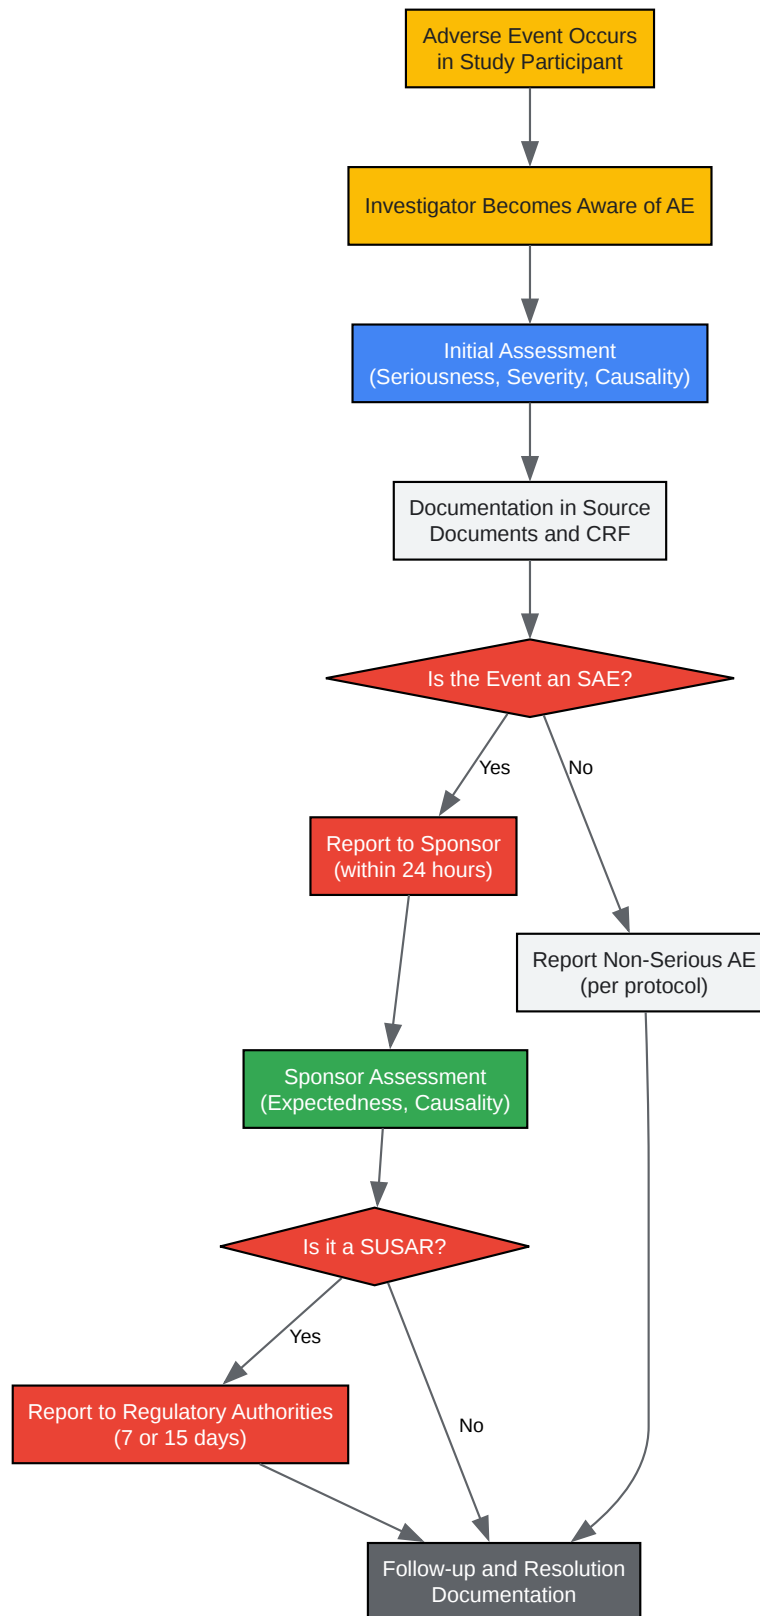 Adverse Event Occurs
in Study Participant
Investigator Becomes Aware of AE
Initial Assessment
(Seriousness, Severity, Causality)
Documentation in Source
Documents and CRF
Is the Event an SAE?
Yes
No
Report to Sponsor
(within 24 hours)
Report Non-Serious AE
(per protocol)
Sponsor Assessment
(Expectedness, Causality)
Is it a SUSAR?
Yes
Report to Regulatory Authorities
(7 or 15 days)
No
Follow-up and Resolution
Documentation